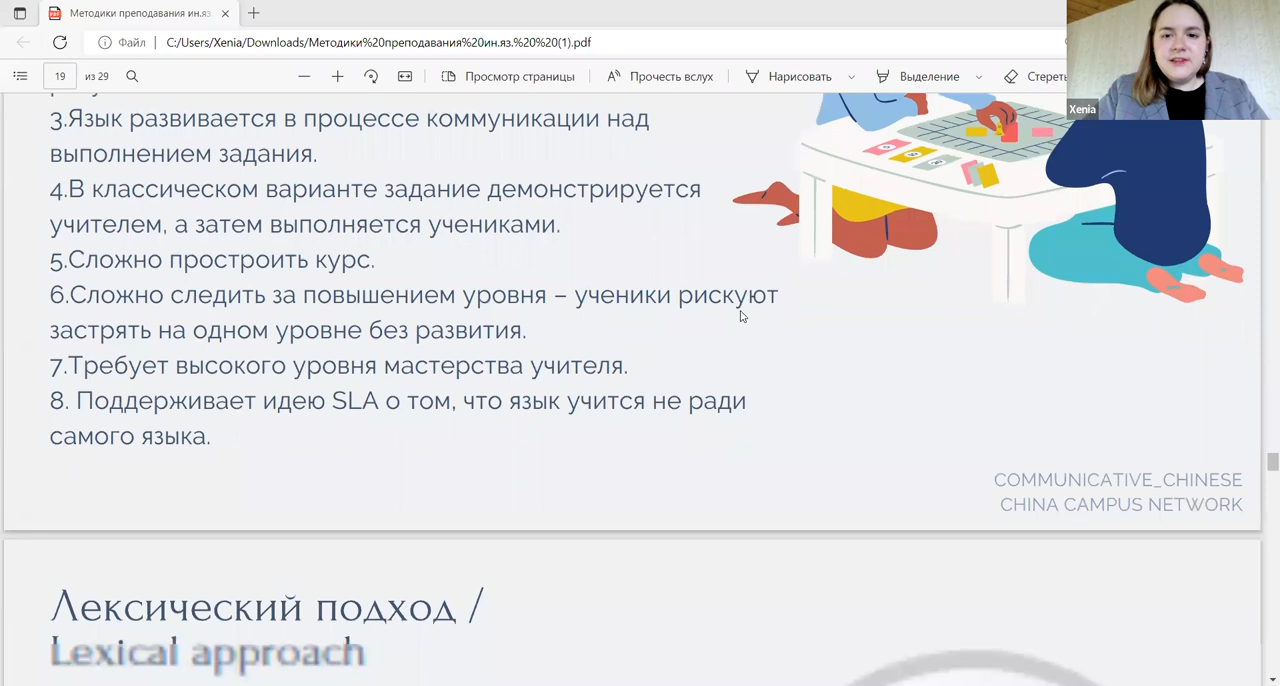 Методики преподавания ин.яз.
Файл
C:/Users/Xenia/Downloads/Методики%20преподавания%20ин.яз.%20%20(1).pdf
19
из 29
Просмотр страницы
Прочесть вслух
Нарисовать
Выделение
Стереть
Xenia
3.Язык развивается в процессе коммуникации над
выполнением задания.
4.В классическом варианте задание демонстрируется
учителем, а затем выполняется учениками.
5.Сложно простроить курс.
6.Сложно следить за повышением уровня – ученики рискуют
застрять на одном уровне без развития.
7.Требует высокого уровня мастерства учителя.
8. Поддерживает идею SLA о том, что язык учится не ради
самого языка.
COMMUNICATIVE_CHINESE
CHINA CAMPUS NETWORK
Лексический подход /
Lexical approach